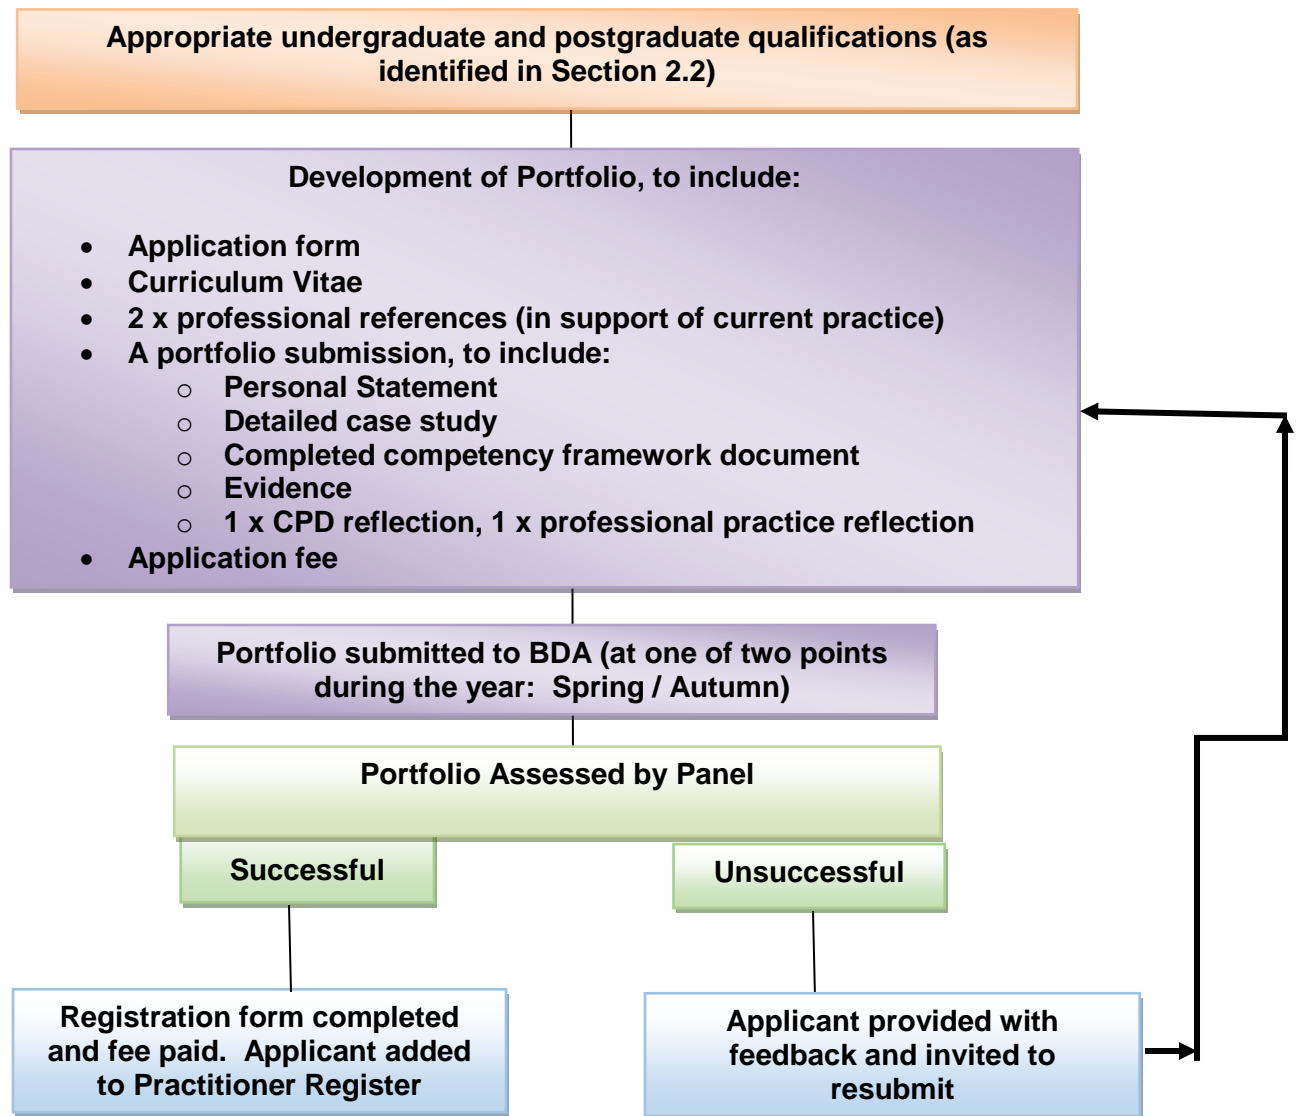 Appropriate undergraduate and postgraduate qualifications (as
identified in Section 2.2)
Development of Portfolio, to include:
• Application form
• Curriculum Vitae
• 2 x professional references (in support of current practice)
• A portfolio submission, to include:
o Personal Statement
o Detailed case study
o Completed competency framework document
o Evidence
o 1 x CPD reflection, 1 x professional practice reflection
• Application fee
Portfolio submitted to BDA (at one of two points
during the year:  Spring / Autumn)
Portfolio Assessed by Panel
Successful
Unsuccessful
Registration form completed
and fee paid.  Applicant added
to Practitioner Register
Applicant provided with
feedback and invited to
resubmit